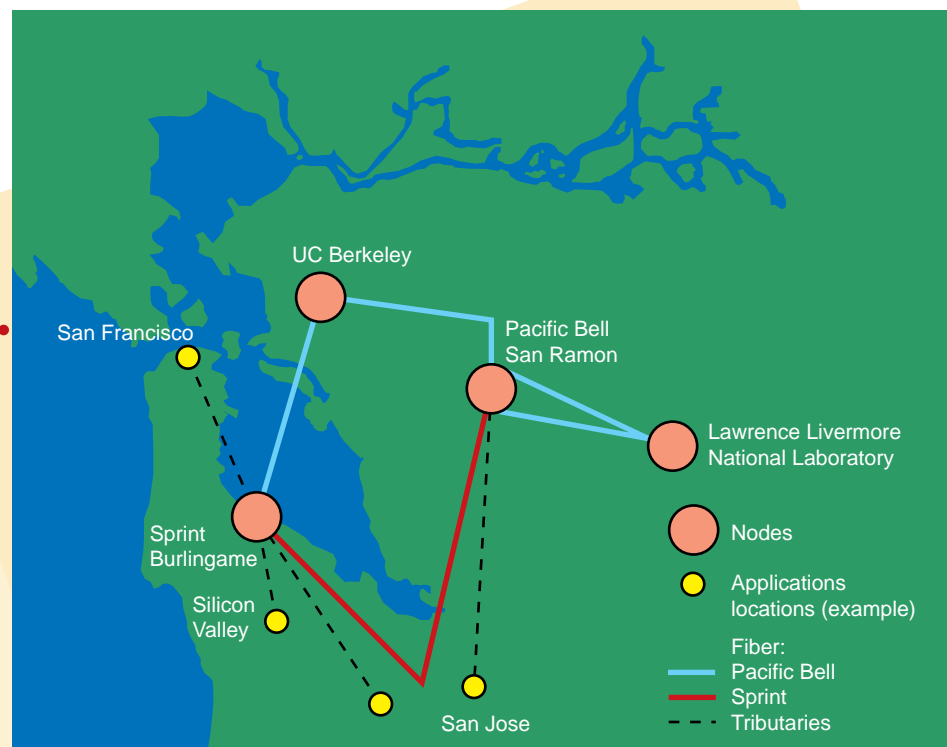 UC Berkeley
San Francisco
Pacific Bell
San Ramon
Lawrence Livermore
National Laboratory
Sprint
Burlingame
Nodes
Silicon
Valley
Applications
locations (example)
Fiber:
Pacific Bell
Sprint
Tributaries
San Jose